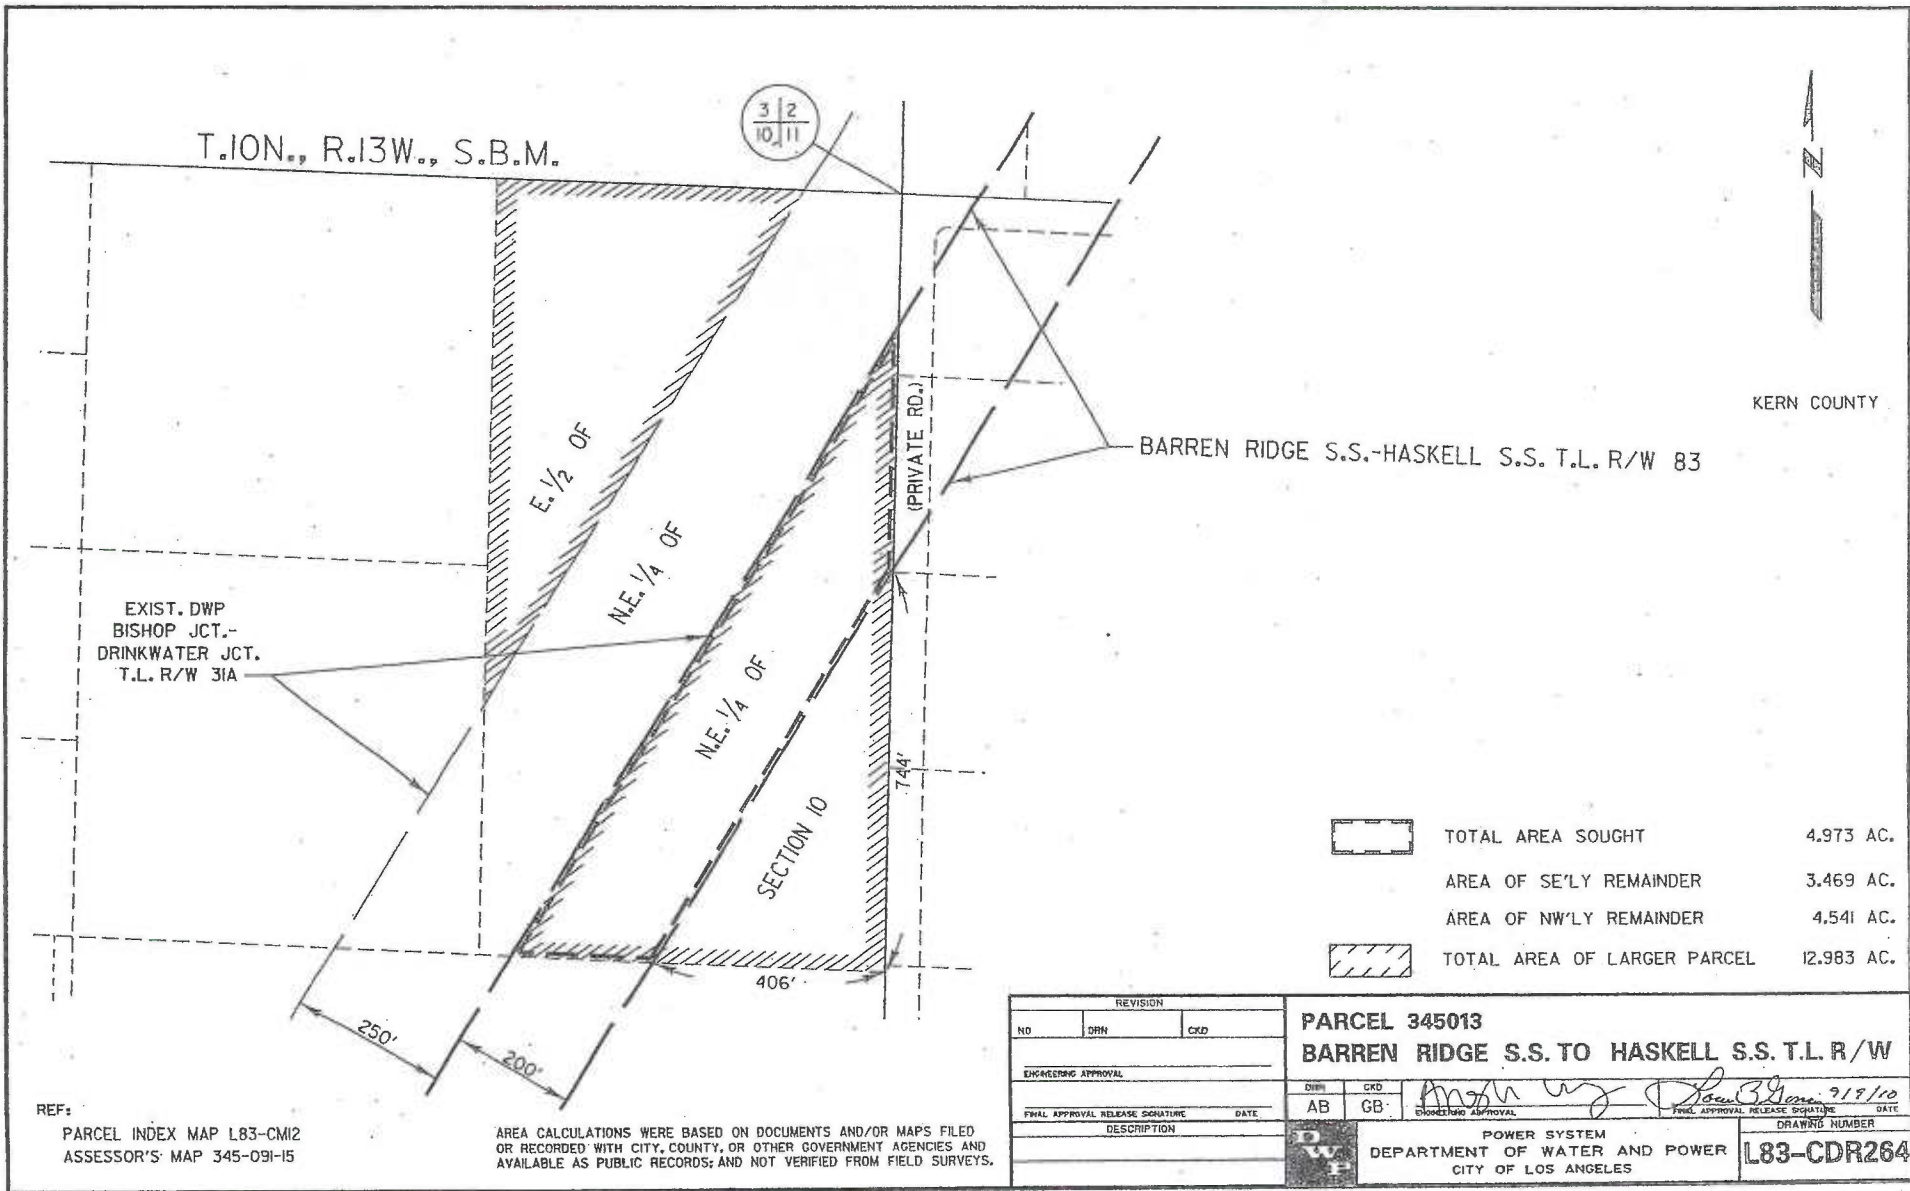 T.10N., R.13W., S.B.M.
3 | 2
10 | 11
N
KERN COUNTY
(PRIVATE RD.)
BARREN RIDGE S.S.-HASKELL S.S. T.L. R/W 83
E. 1/2 OF
N.E. 1/4 OF
N.E. 1/4 OF
SECTION 10
EXIST. DWP
BISHOP JCT.-
DRINKWATER JCT.
T.L. R/W 31A
744'
406'
250'
200'
TOTAL AREA SOUGHT 4.973 AC.
AREA OF SE'LY REMAINDER 3.469 AC.
AREA OF NW'LY REMAINDER 4.541 AC.
TOTAL AREA OF LARGER PARCEL 12.983 AC.
REF:
PARCEL INDEX MAP L83-CM12
ASSESSOR'S MAP 345-091-15
AREA CALCULATIONS WERE BASED ON DOCUMENTS AND/OR MAPS FILED
OR RECORDED WITH CITY, COUNTY, OR OTHER GOVERNMENT AGENCIES AND
AVAILABLE AS PUBLIC RECORDS; AND NOT VERIFIED FROM FIELD SURVEYS.
REVISION
NO DRN CKD
ENGINEERING APPROVAL
FINAL APPROVAL RELEASE SIGNATURE DATE
DESCRIPTION
PARCEL 345013
BARREN RIDGE S.S. TO HASKELL S.S. T.L. R/W
DRN CKD
AB GB
9/9/10
ENGINEERING APPROVAL FINAL APPROVAL RELEASE SIGNATURE DATE
DWP
POWER SYSTEM
DEPARTMENT OF WATER AND POWER
CITY OF LOS ANGELES
DRAWING NUMBER
L83-CDR264